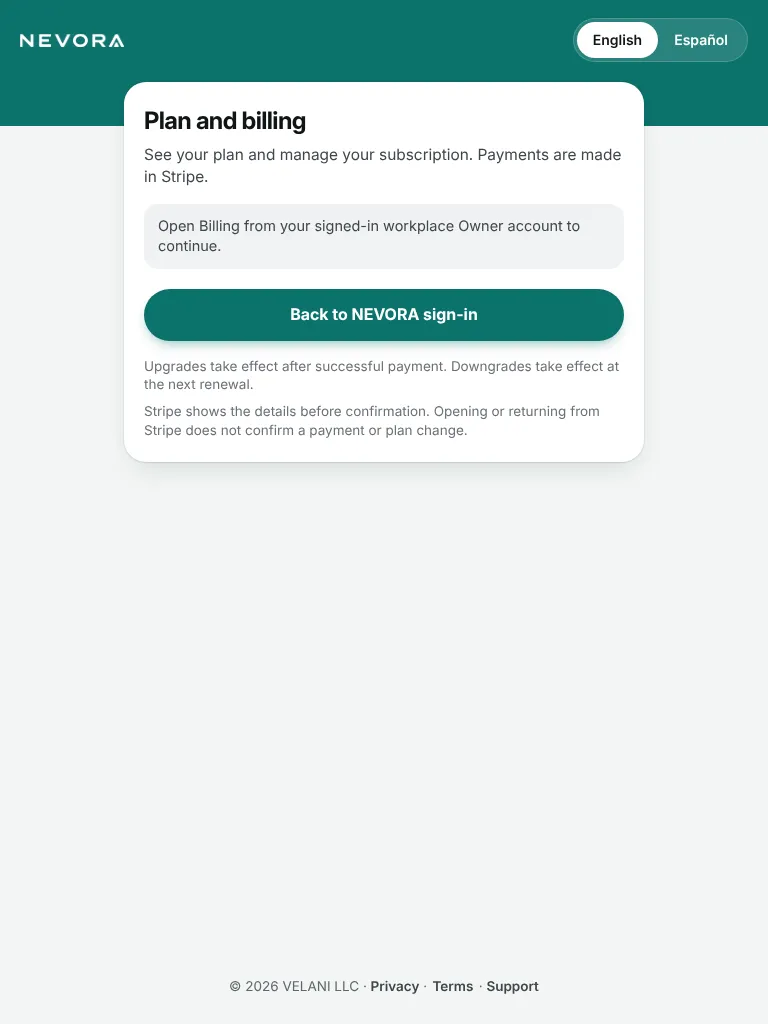 NEVORA
English
Español
Plan and billing
See your plan and manage your subscription. Payments are made
in Stripe.
Open Billing from your signed-in workplace Owner account to
continue.
Back to NEVORA sign-in
Upgrades take effect after successful payment. Downgrades take effect at
the next renewal.
Stripe shows the details before confirmation. Opening or returning from
Stripe does not confirm a payment or plan change.
© 2026 VELANI LLC · Privacy · Terms · Support